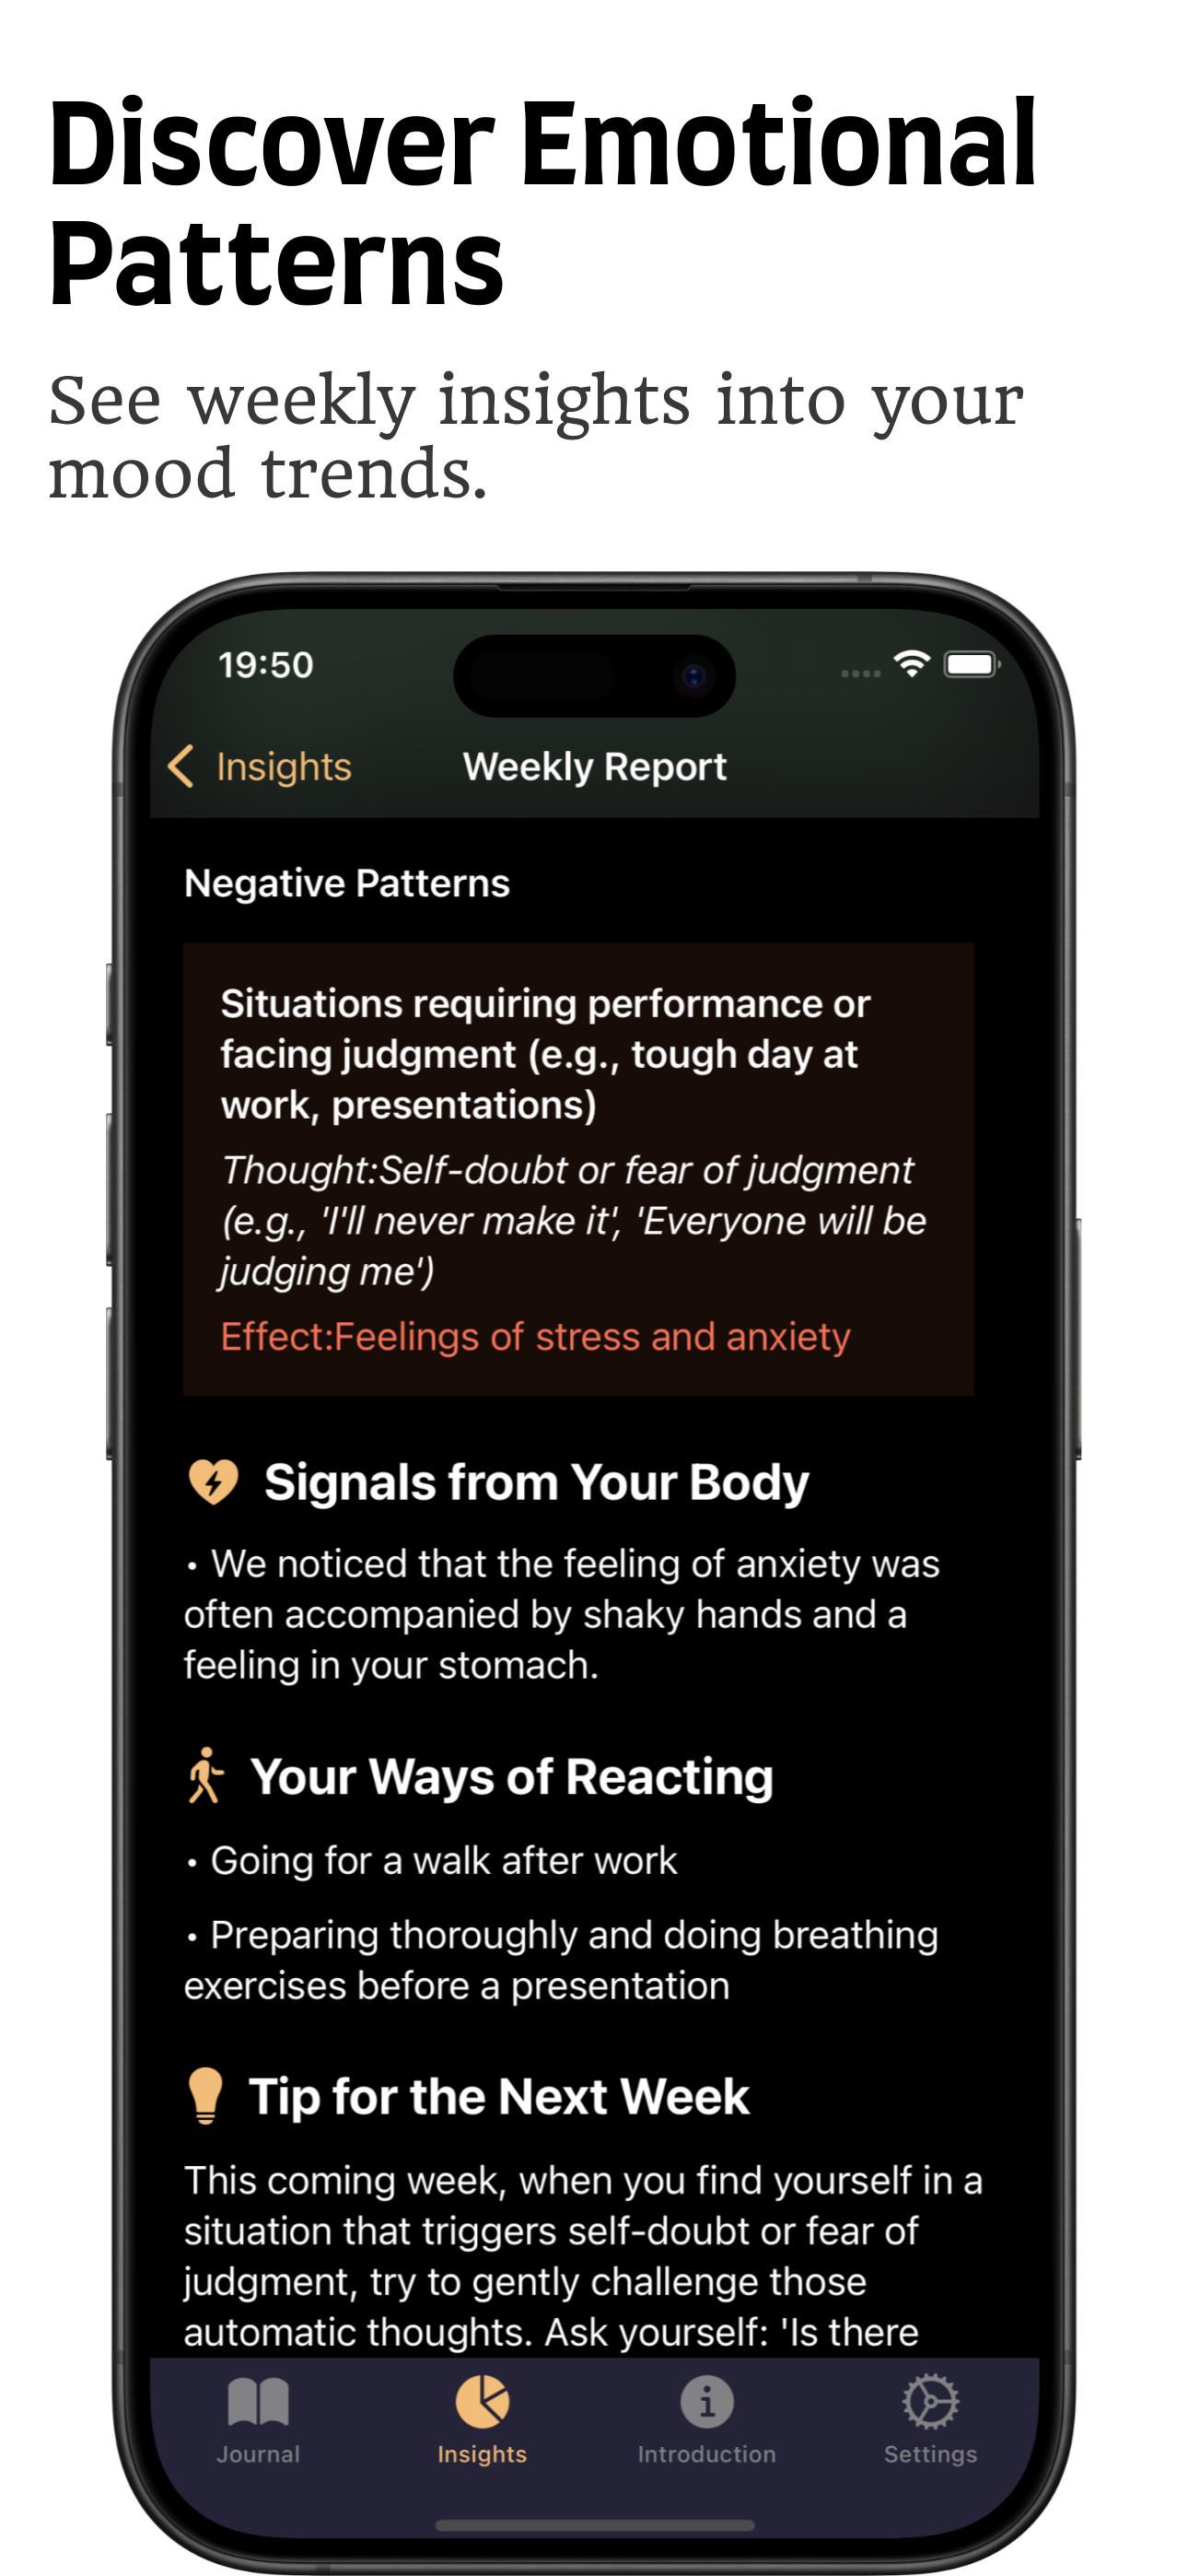 Discover Emotional
Patterns
See weekly insights into your
mood trends.
19:50
Insights
Weekly Report
Negative Patterns
Situations requiring performance or
facing judgment (e.g., tough day at
work, presentations)
Thought:Self-doubt or fear of judgment
(e.g., 'I'll never make it', 'Everyone will be
judging me')
Effect:Feelings of stress and anxiety
Signals from Your Body
• We noticed that the feeling of anxiety was
often accompanied by shaky hands and a
feeling in your stomach.
Your Ways of Reacting
• Going for a walk after work
• Preparing thoroughly and doing breathing
exercises before a presentation
Tip for the Next Week
This coming week, when you find yourself in a
situation that triggers self-doubt or fear of
judgment, try to gently challenge those
automatic thoughts. Ask yourself: 'Is there
Journal
Insights
Introduction
Settings